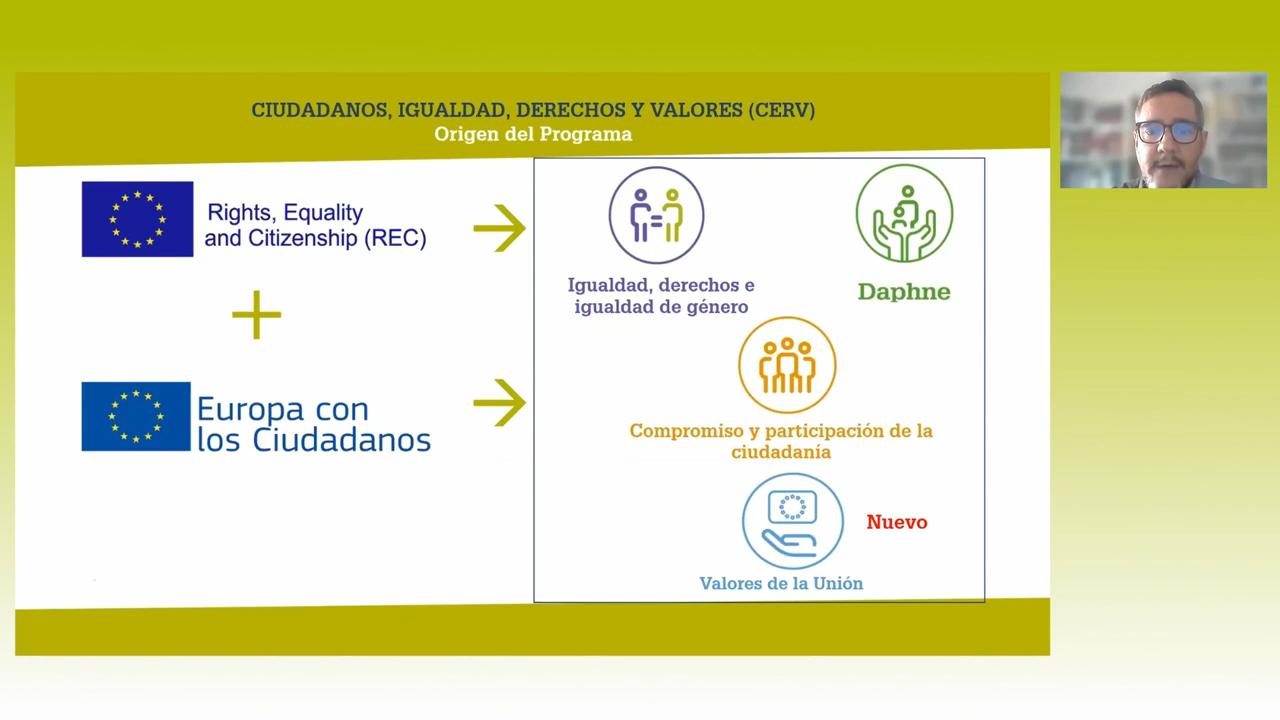 CIUDADANOS, IGUALDAD, DERECHOS Y VALORES (CERV)
Origen del Programa
Rights, Equality
and Citizenship (REC)
Europa con
los Ciudadanos
Igualdad, derechos e
igualdad de género
Daphne
Compromiso y participación de la
ciudadanía
Nuevo
Valores de la Unión